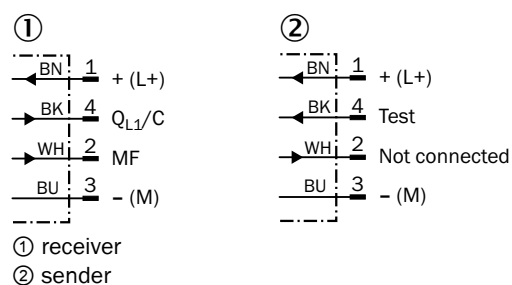 ①
BN 1 + (L+)
BK 4 Q_L1/C
WH 2 MF
BU 3 − (M)
②
BN 1 + (L+)
BK 4 Test
WH 2 Not connected
BU 3 − (M)
① receiver
② sender